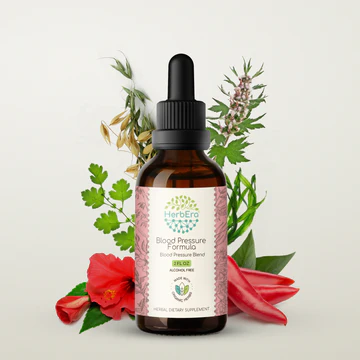 HerbEra
Blood Pressure
Formula
Blood Pressure Blend
2 FL OZ
ALCOHOL FREE
HERBAL DIETARY SUPPLEMENT